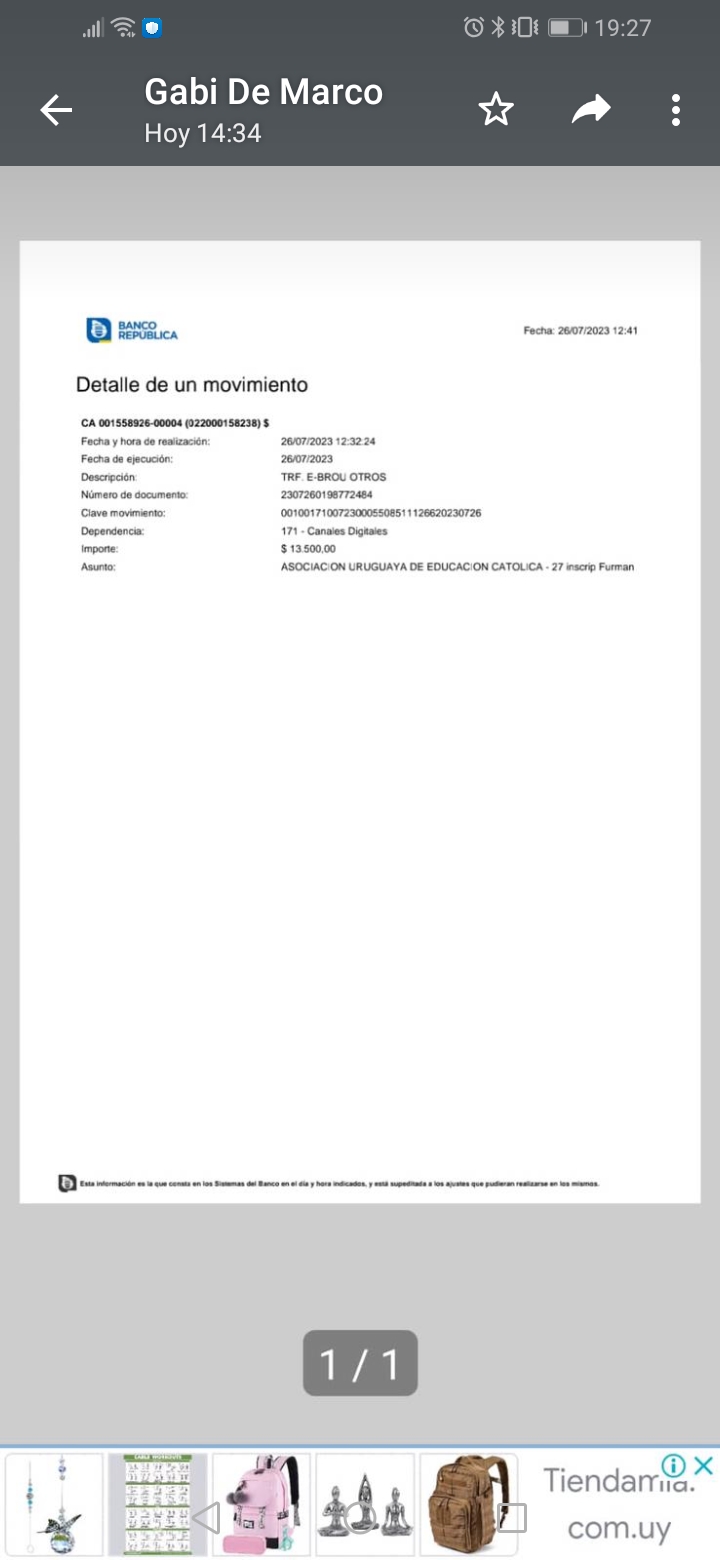 19:27
Gabi De Marco
Hoy 14:34
BANCO
REPÚBLICA
Fecha: 26/07/2023 12:41
Detalle de un movimiento
CA 001558926-00004 (022000158238) $
Fecha y hora de realización: 26/07/2023 12:32:24
Fecha de ejecución: 26/07/2023
Descripción: TRF. E-BROU OTROS
Número de documento: 2307260198772484
Clave movimiento: 00100171007230005508511126620230726
Dependencia: 171 - Canales Digitales
Importe: $ 13.500,00
Asunto: ASOCIACION URUGUAYA DE EDUCACION CATOLICA - 27 inscrip Furman
Esta información es la que consta en los Sistemas del Banco en el día y hora indicados, y está supeditada a los ajustes que pudieran realizarse en los mismos.
1 / 1
CABLE WORKOUTS
Tiendamia.
com.uy